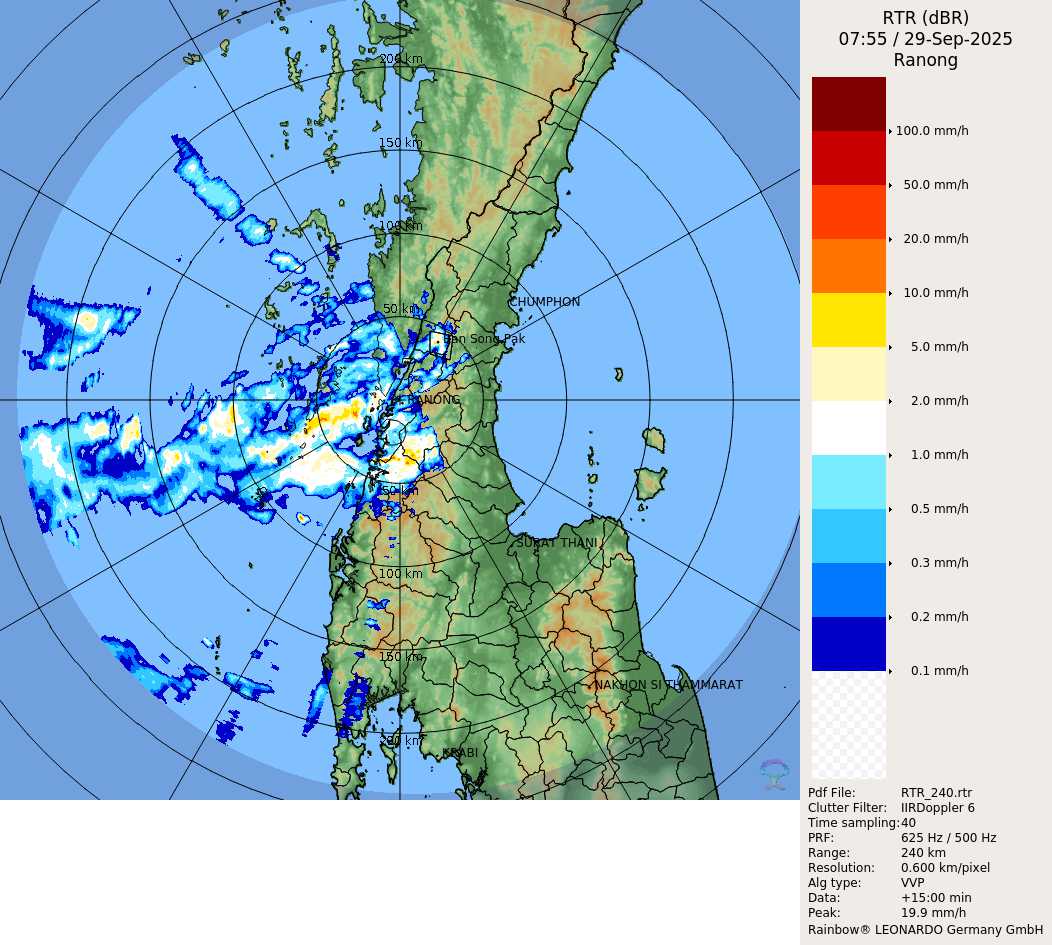 RTR (dBR)
07:55 / 29-Sep-2025
Ranong
100.0 mm/h
50.0 mm/h
20.0 mm/h
10.0 mm/h
5.0 mm/h
2.0 mm/h
1.0 mm/h
0.5 mm/h
0.3 mm/h
0.2 mm/h
0.1 mm/h
Pdf File: RTR_240.rtr
Clutter Filter: IIRDoppler 6
Time sampling: 40
PRF: 625 Hz / 500 Hz
Range: 240 km
Resolution: 0.600 km/pixel
Alg type: VVP
Data: +15:00 min
Peak: 19.9 mm/h
Rainbow® LEONARDO Germany GmbH
200 km
150 km
100 km
50 km
CHUMPHON
Ban Song Pak
RANONG
50 km
SURAT THANI
100 km
150 km
NAKHON SI THAMMARAT
200 km
KRABI